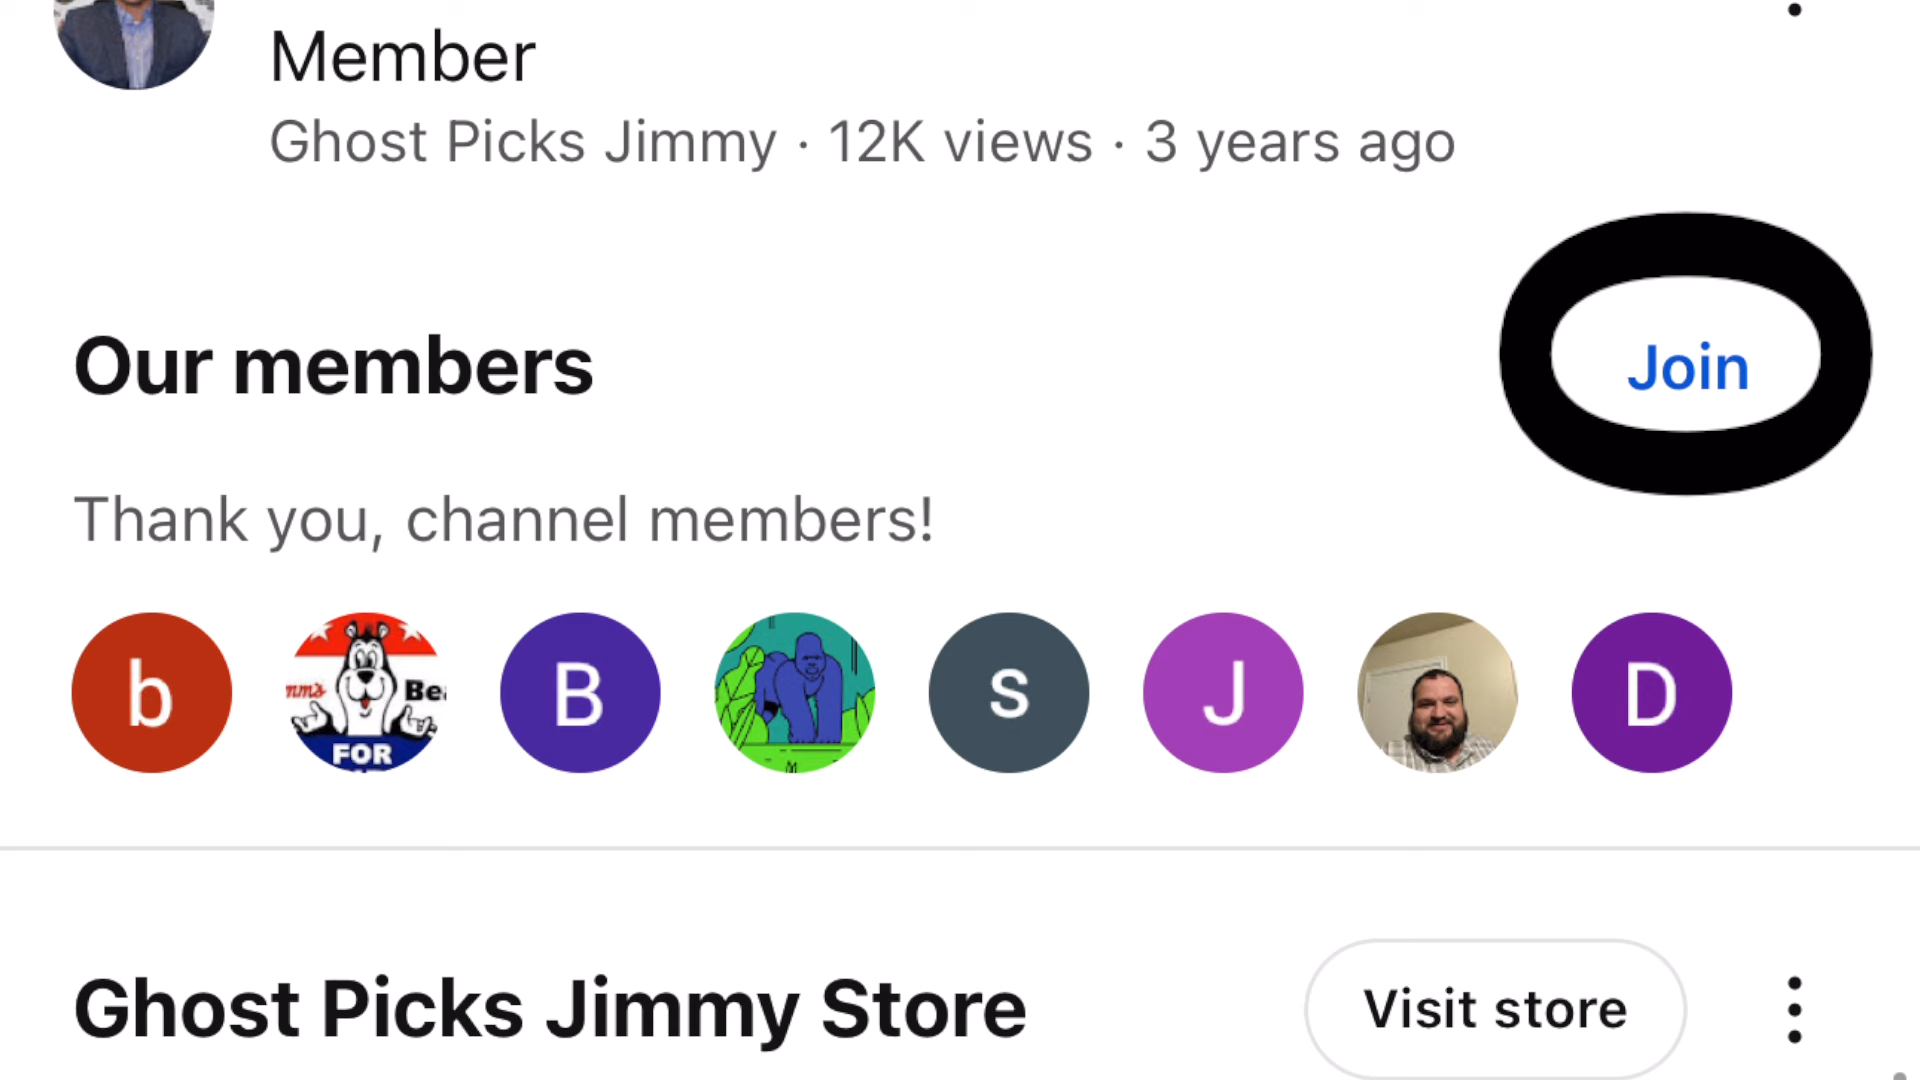 Member
Ghost Picks Jimmy · 12K views · 3 years ago
Our members
Join
Thank you, channel members!
b
B
s
J
D
FOR
Ghost Picks Jimmy Store
Visit store